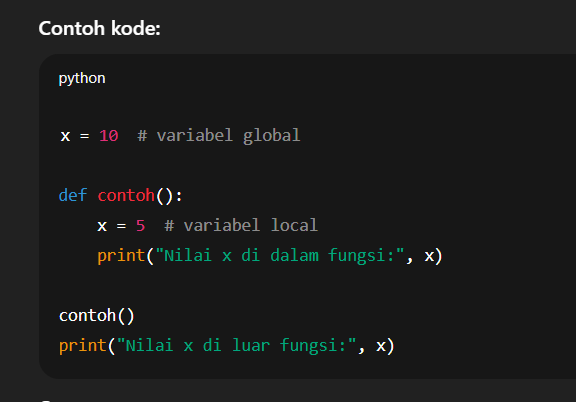 Contoh kode:
python
x = 10  # variabel global
def contoh():
    x = 5  # variabel local
    print("Nilai x di dalam fungsi:", x)
contoh()
print("Nilai x di luar fungsi:", x)